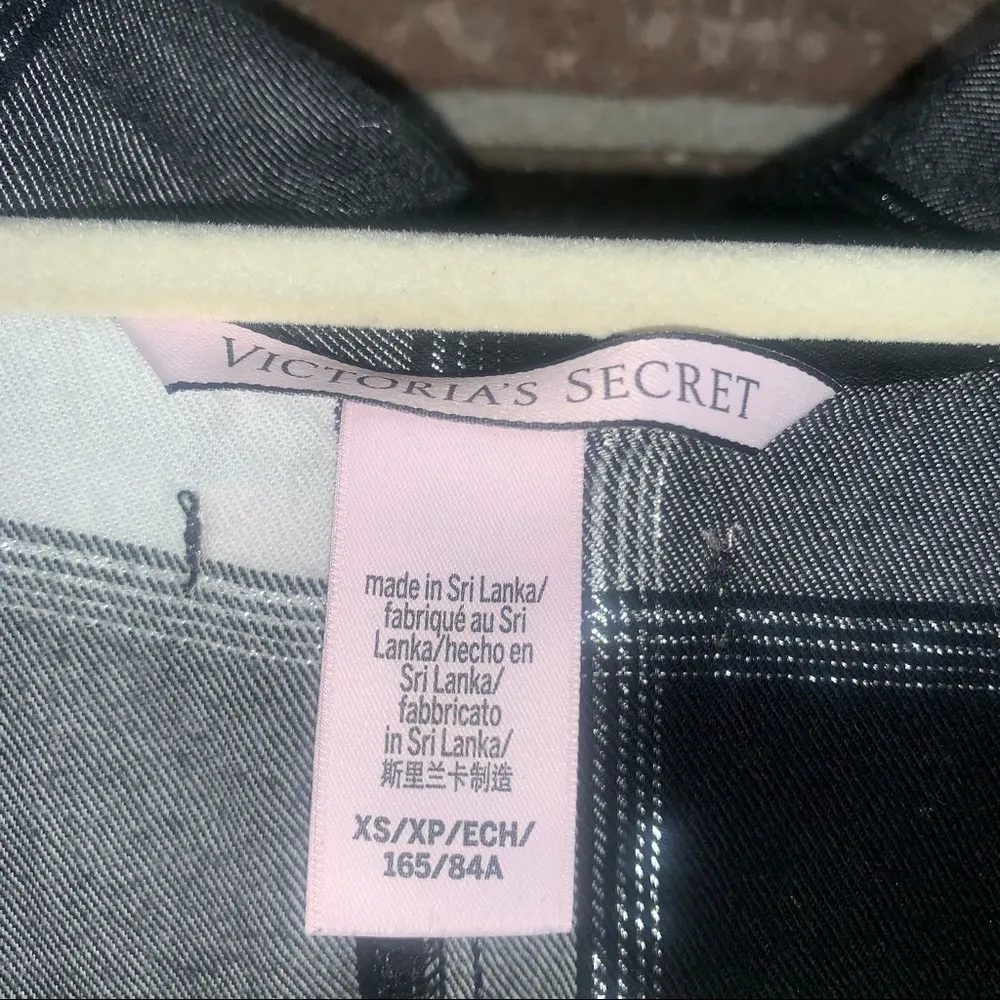 VICTORIA'S SECRET
made in Sri Lanka/
fabriqué au Sri
Lanka/hecho en
Sri Lanka/
fabbricato
in Sri Lanka/
斯里兰卡制造
XS/XP/ECH/
165/84A